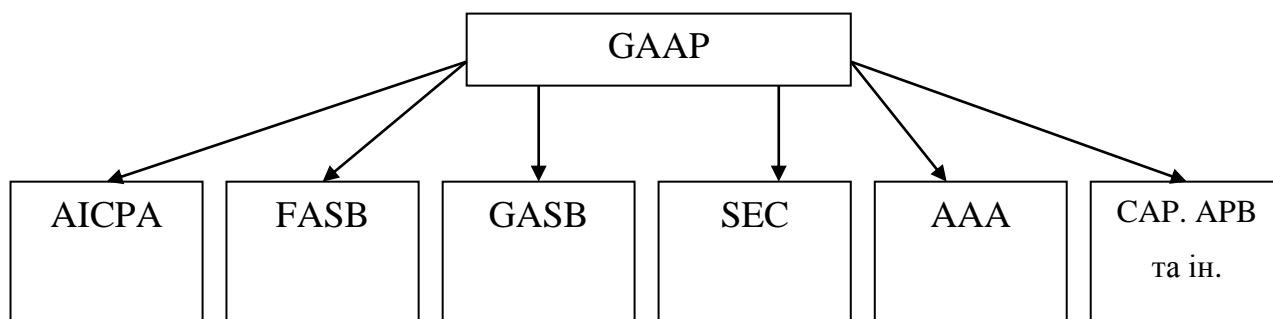 GAAP
AICPA
FASB
GASB
SEC
AAA
CAP. APB
та ін.